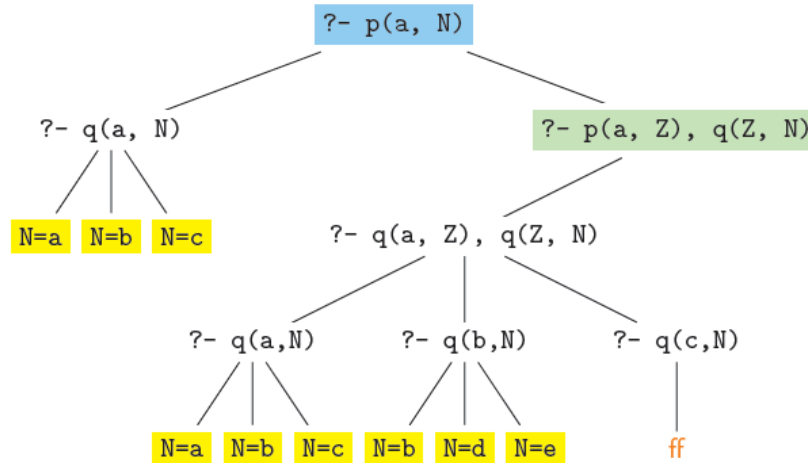 ?- p(a, N)
?- q(a, N)
?- p(a, Z), q(Z, N)
N=a N=b N=c
?- q(a, Z), q(Z, N)
?- q(a,N)
?- q(b,N)
?- q(c,N)
N=a N=b N=c N=b N=d N=e
ff